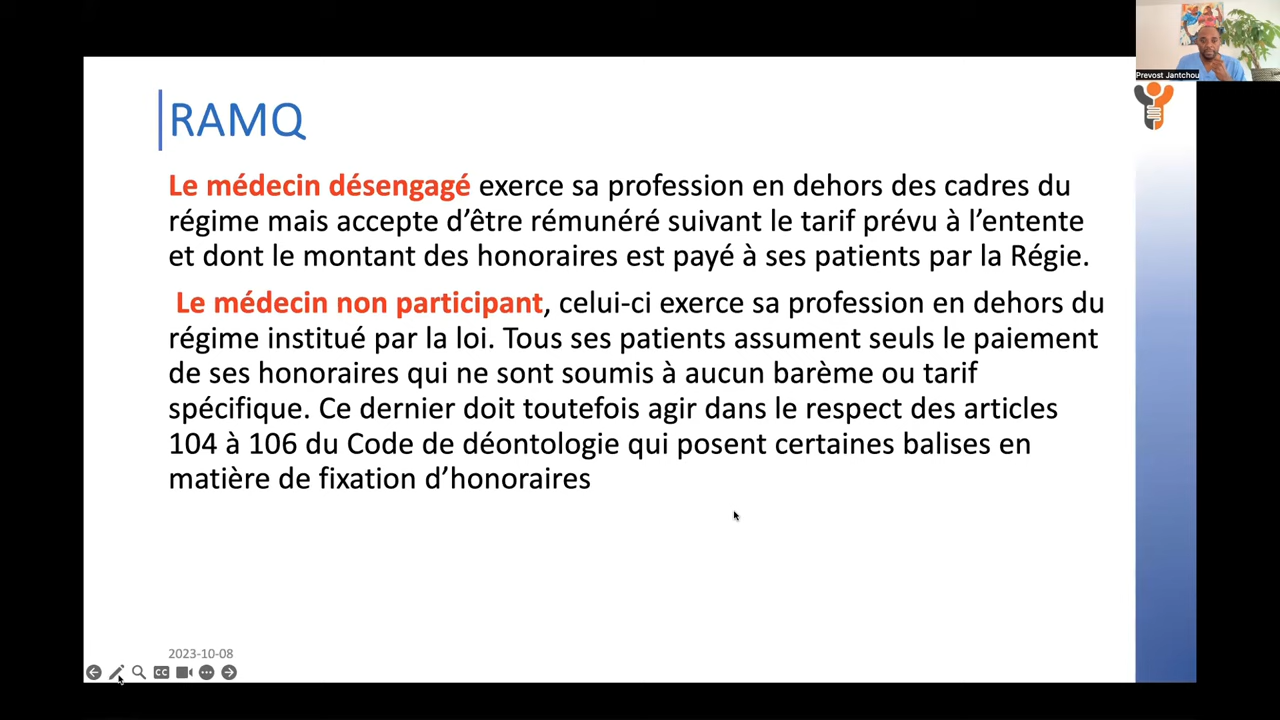 Prevost Jantchou
RAMQ
Le médecin désengagé exerce sa profession en dehors des cadres du
régime mais accepte d’être rémunéré suivant le tarif prévu à l’entente
et dont le montant des honoraires est payé à ses patients par la Régie.
Le médecin non participant, celui-ci exerce sa profession en dehors du
régime institué par la loi. Tous ses patients assument seuls le paiement
de ses honoraires qui ne sont soumis à aucun barème ou tarif
spécifique. Ce dernier doit toutefois agir dans le respect des articles
104 à 106 du Code de déontologie qui posent certaines balises en
matière de fixation d’honoraires
2023-10-08
CC